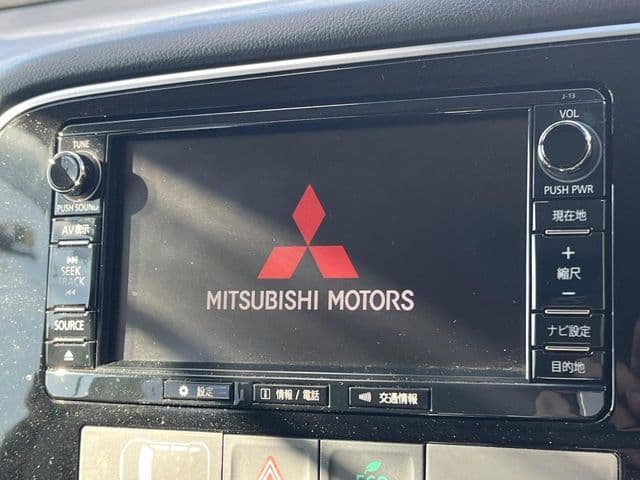 J-13
TUNE
PUSH SOUND
AV表示
SEEK
TRACK
SOURCE
MITSUBISHI MOTORS
VOL
PUSH PWR
現在地
+
縮尺
−
ナビ設定
目的地
設定
i 情報 / 電話
交通情報
ECO